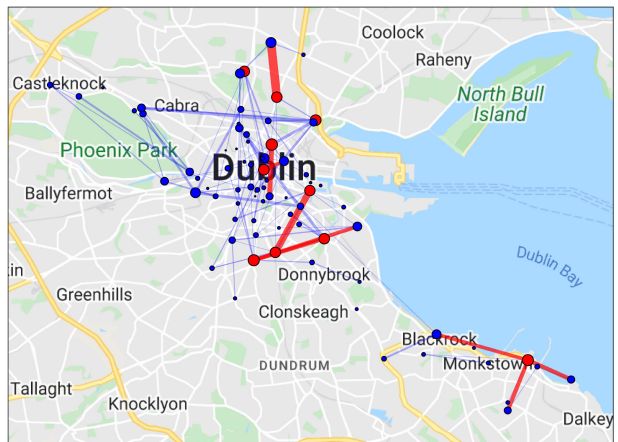 Coolock
Raheny
Castleknock
North Bull
Island
Cabra
Phoenix Park
Dublin
Ballyfermot
Dublin Bay
in
Donnybrook
Greenhills
Clonskeagh
Blackrock
DUNDRUM
Monkstown
Tallaght
Knocklyon
Dalkey